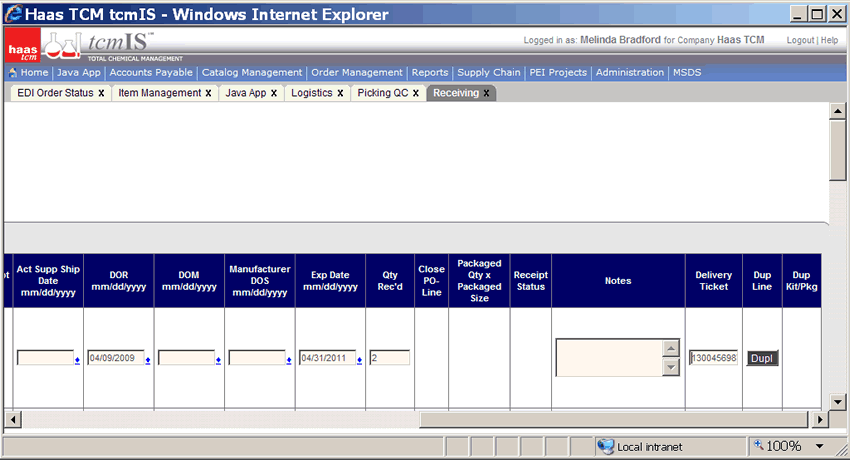 Haas TCM tcmIS - Windows Internet Explorer
haas tcm
tcmIS
TOTAL CHEMICAL MANAGEMENT
Logged in as: Melinda Bradford for Company Haas TCM Logout | Help
Home | Java App | Accounts Payable | Catalog Management | Order Management | Reports | Supply Chain | PEI Projects | Administration | MSDS
EDI Order Status x Item Management x Java App x Logistics x Picking QC x Receiving x
Act Supp Ship Date mm/dd/yyyy
DOR mm/dd/yyyy
DOM mm/dd/yyyy
Manufacturer DOS mm/dd/yyyy
Exp Date mm/dd/yyyy
Qty Rec'd
Close PO-Line
Packaged Qty x Packaged Size
Receipt Status
Notes
Delivery Ticket
Dup Line
Dup Kit/Pkg
04/09/2009 04/31/2011 2 130045698 Dupl
Local intranet 100%